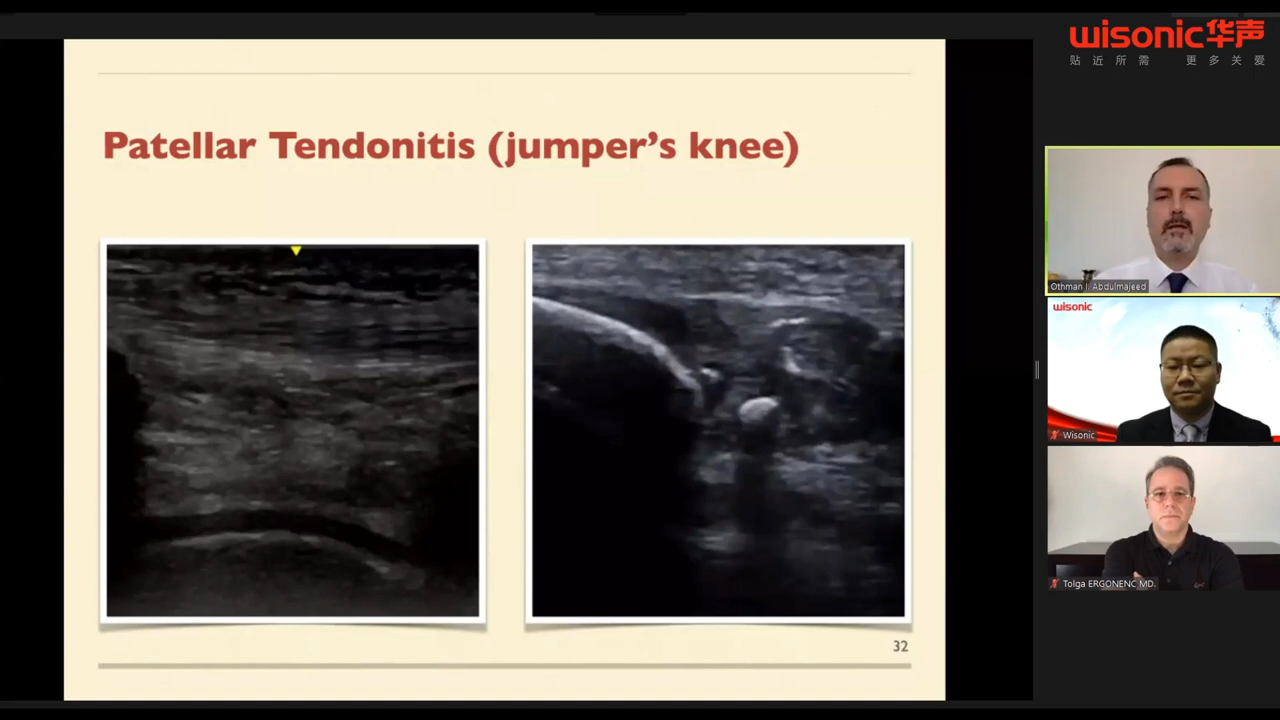 Patellar Tendonitis (jumper’s knee)
32
wisonic华声
贴近所需 更多关爱
Othman I. Abdulmajeed
wisonic
Wisonic
Tolga ERGONENC MD.